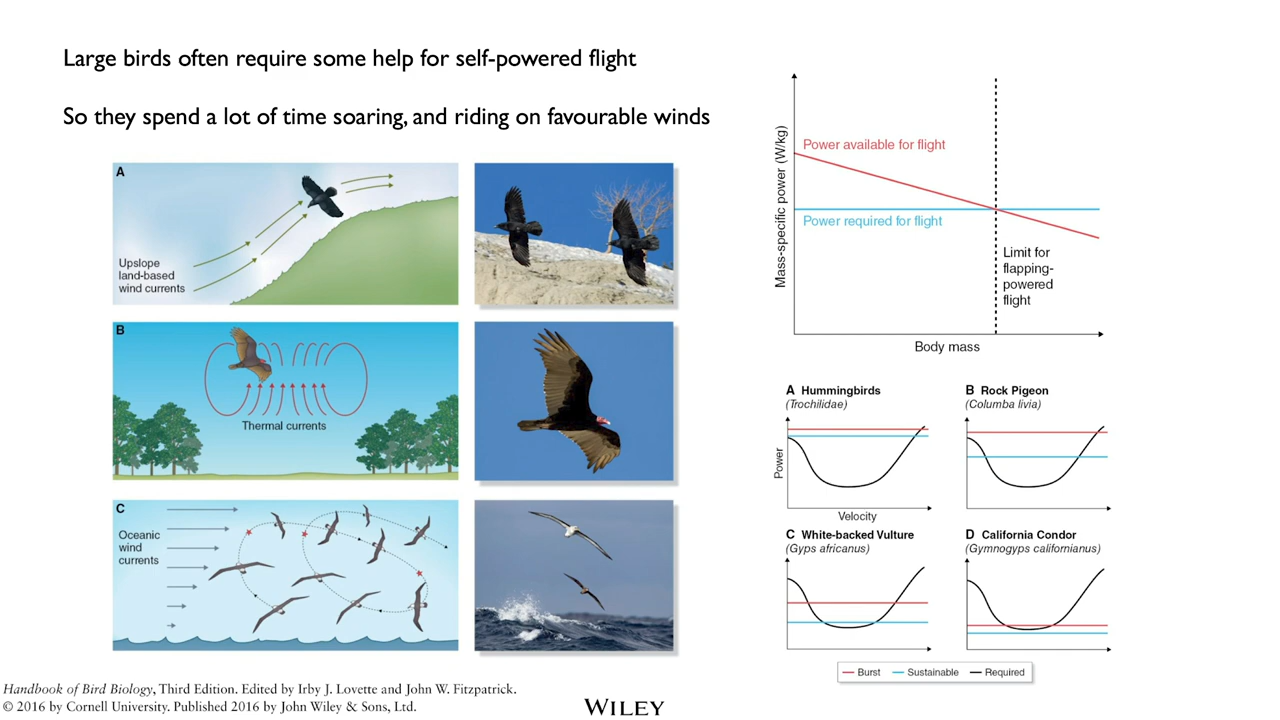 Large birds often require some help for self-powered flight
So they spend a lot of time soaring, and riding on favourable winds
A
Upslope
land-based
wind currents
B
Thermal currents
C
Oceanic
wind
currents
Mass-specific power (W/kg)
Power available for flight
Power required for flight
Limit for
flapping-
powered
flight
Body mass
A Hummingbirds
(Trochilidae)
B Rock Pigeon
(Columba livia)
Power
Velocity
C White-backed Vulture
(Gyps africanus)
D California Condor
(Gymnogyps californianus)
Burst Sustainable Required
Handbook of Bird Biology, Third Edition. Edited by Irby J. Lovette and John W. Fitzpatrick.
© 2016 by Cornell University. Published 2016 by John Wiley & Sons, Ltd.
WILEY